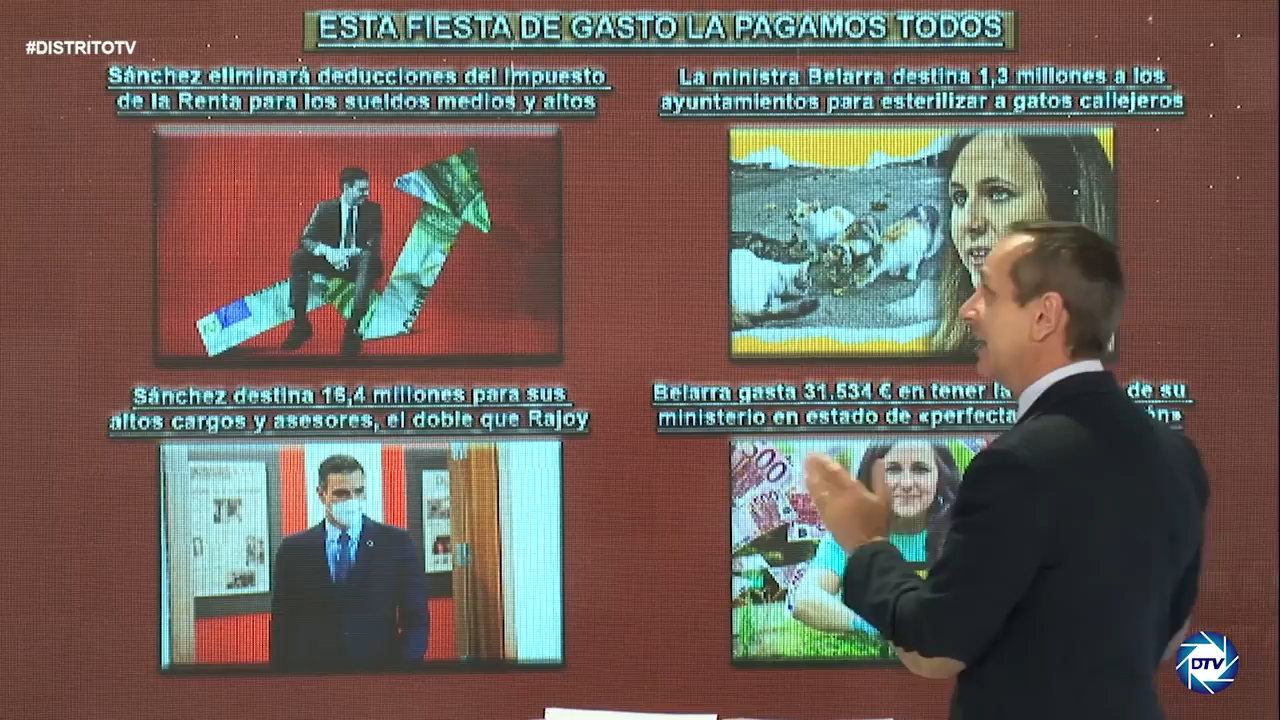 #DISTRITOTV
ESTA FIESTA DE GASTO LA PAGAMOS TODOS
Sánchez eliminará deducciones del Impuesto
de la Renta para los sueldos medios y altos
La ministra Belarra destina 1,3 millones a los
ayuntamientos para esterilizar a gatos callejeros
Sánchez destina 16,4 millones para sus
altos cargos y asesores, el doble que Rajoy
Belarra gasta 31.534 € en tener de su
ministerio en estado de «perfecta
DTV